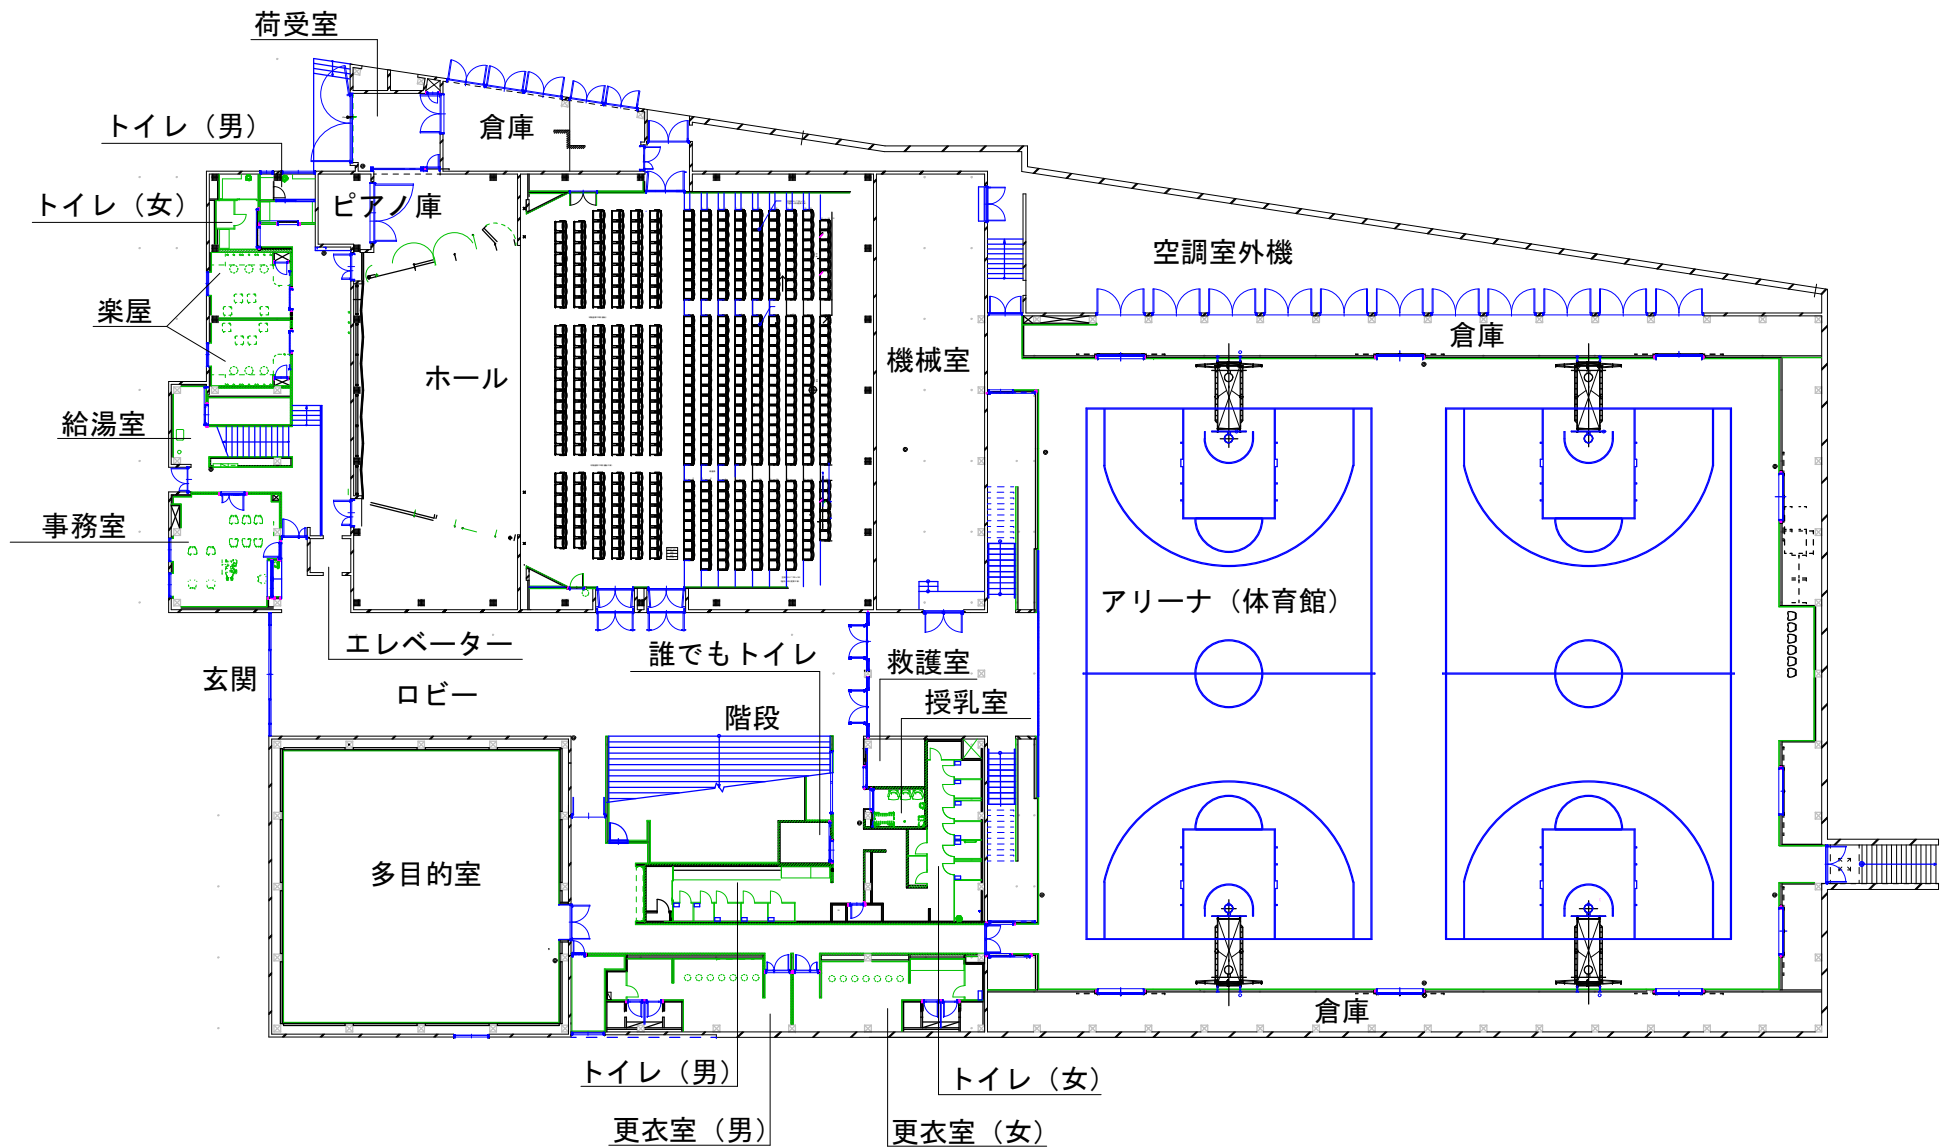 荷受室
トイレ（男）
倉庫
トイレ（女）
ピアノ庫
空調室外機
楽屋
倉庫
機械室
ホール
給湯室
事務室
アリーナ（体育館）
エレベーター
誰でもトイレ
救護室
玄関
ロビー
授乳室
階段
多目的室
倉庫
トイレ（男）
トイレ（女）
更衣室（男）
更衣室（女）